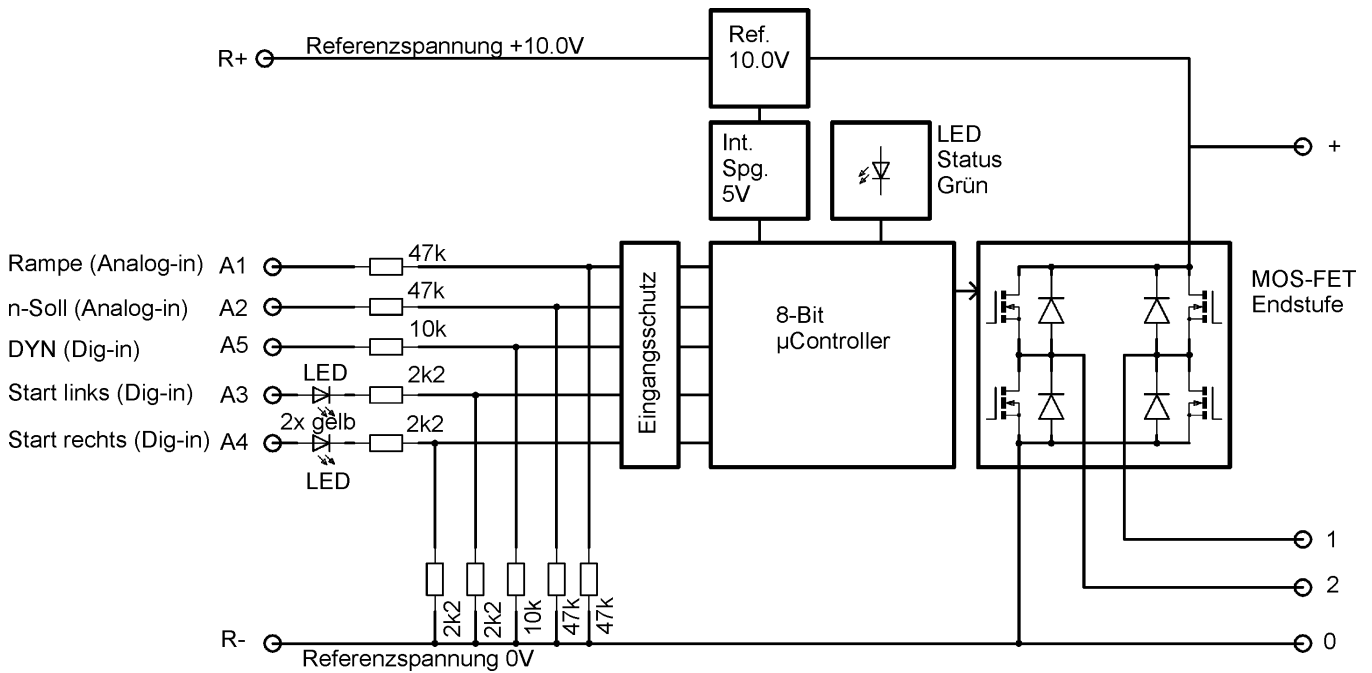 R+
Referenzspannung +10.0V
Ref.
10.0V
Int.
Spg.
5V
LED
Status
Grün
+
Rampe (Analog-in) A1
47k
n-Soll (Analog-in) A2
47k
DYN (Dig-in) A5
10k
LED
Start links (Dig-in) A3
2k2
2x gelb
Start rechts (Dig-in) A4
2k2
LED
Eingangsschutz
8-Bit
µController
MOS-FET
Endstufe
1
2
2k2
2k2
10k
47k
47k
R-
Referenzspannung 0V
0